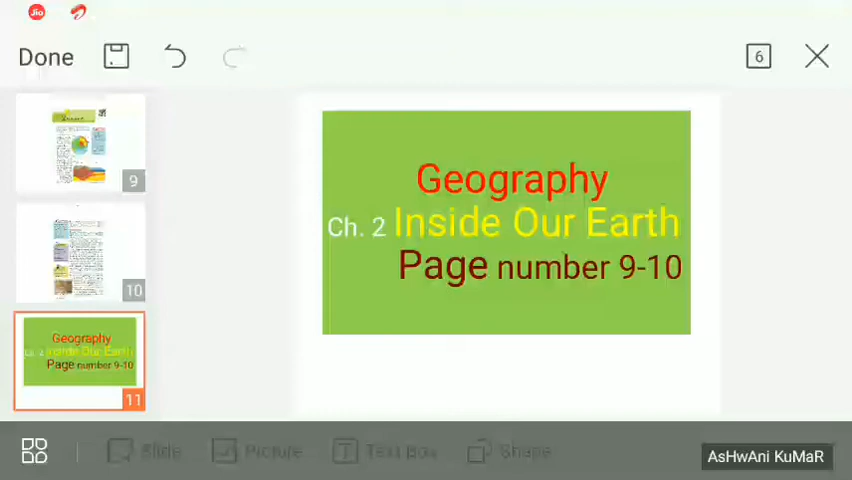 Jio
Done
6
9
10
Geography
Ch. 2 Inside Our Earth
Page number 9-10
11
Geography
Ch. 2 Inside Our Earth
Page number 9-10
Slide
Picture
Text Box
Shape
AsHwAni KuMaR